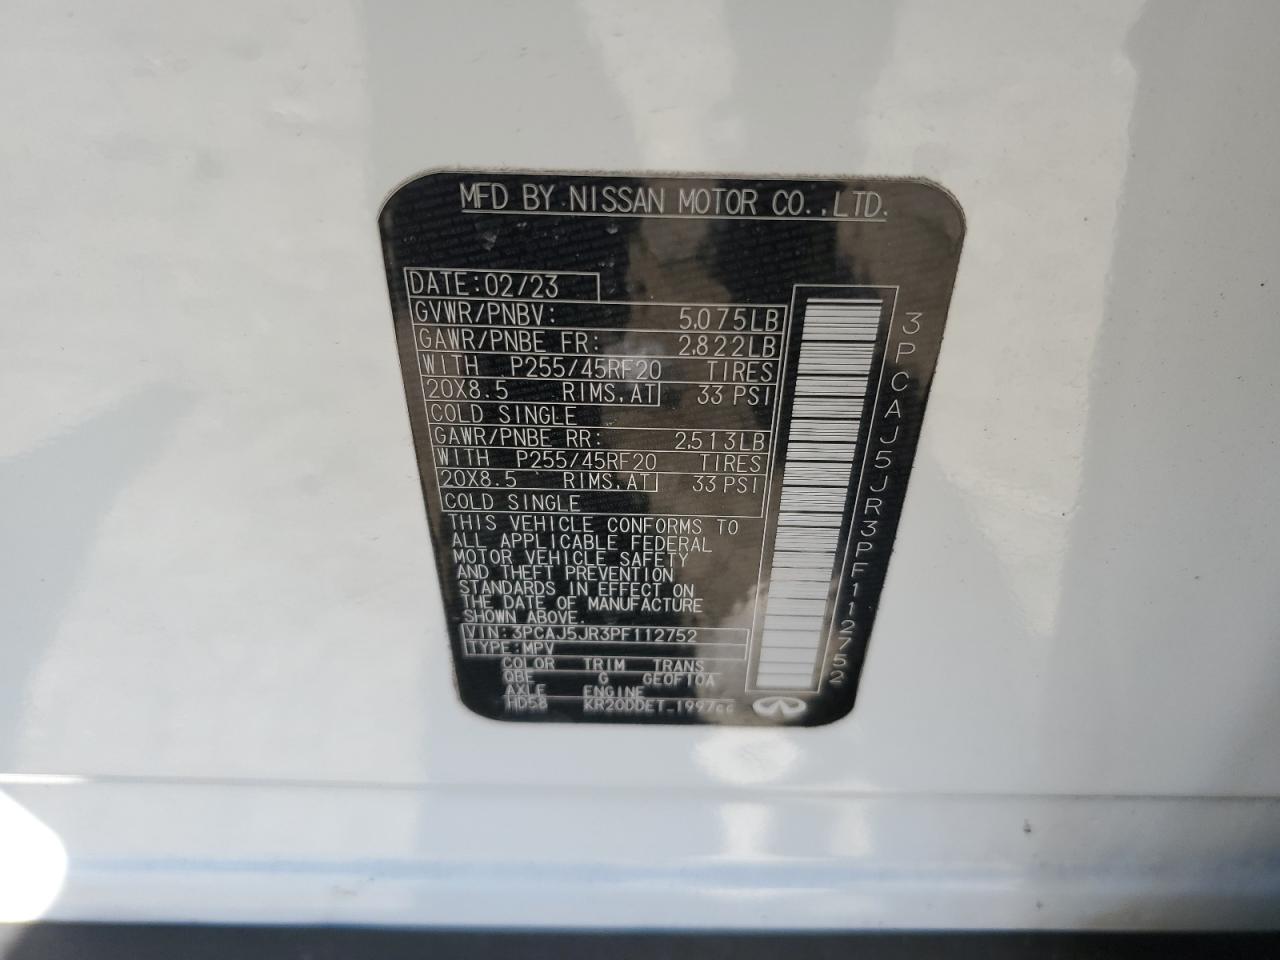 MFD BY NISSAN MOTOR CO.,LTD.
DATE:02/23
GVWR/PNBV: 5,075LB
GAWR/PNBE FR: 2,822LB
WITH P255/45RF20 TIRES
20X8.5 RIMS,AT 33 PSI
COLD SINGLE
GAWR/PNBE RR: 2,513LB
WITH P255/45RF20 TIRES
20X8.5 RIMS,AT 33 PSI
COLD SINGLE
THIS VEHICLE CONFORMS TO
ALL APPLICABLE FEDERAL
MOTOR VEHICLE SAFETY
AND THEFT PREVENTION
STANDARDS IN EFFECT ON
THE DATE OF MANUFACTURE
SHOWN ABOVE.
VIN:3PCAJ5JR3PF112752
TYPE:MPV
COLOR TRIM TRANS
QBE G GE0F10A
AXLE ENGINE
HD58 KR20DDET 1997cc
3PCAJ5JR3PF112752